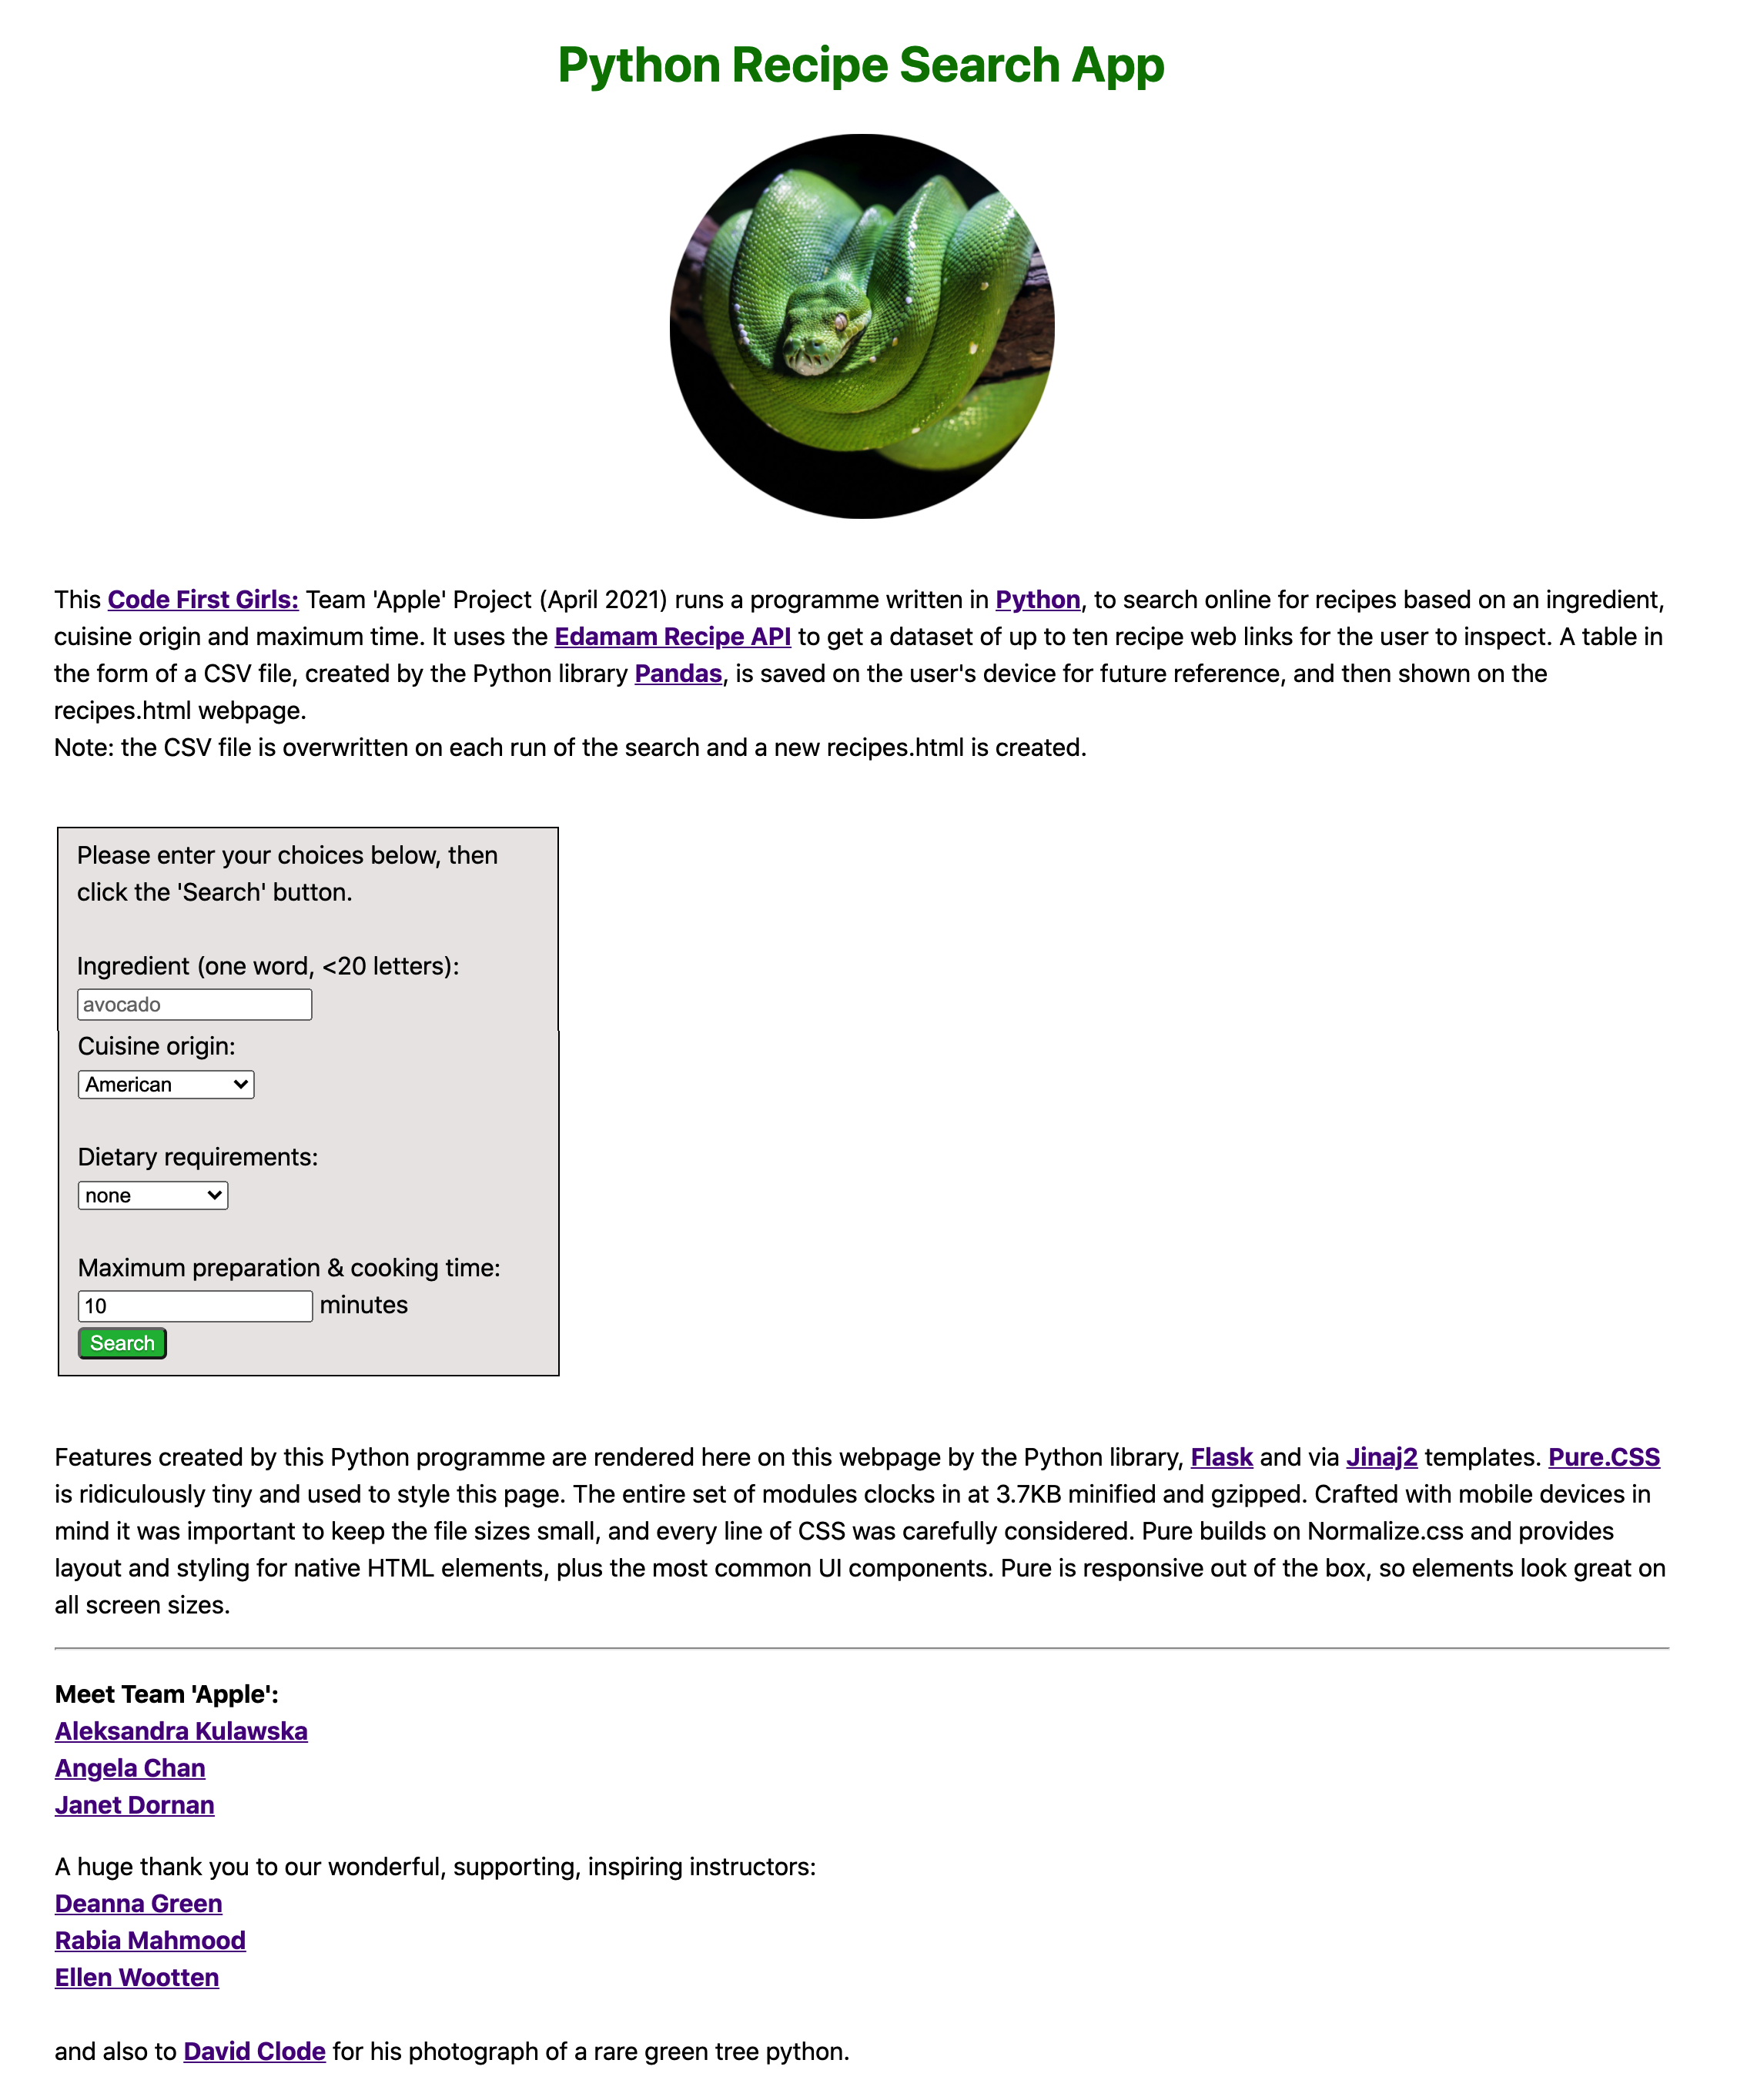 Python Recipe Search App
This Code First Girls: Team 'Apple' Project (April 2021) runs a programme written in Python, to search online for recipes based on an ingredient,
cuisine origin and maximum time. It uses the Edamam Recipe API to get a dataset of up to ten recipe web links for the user to inspect. A table in
the form of a CSV file, created by the Python library Pandas, is saved on the user's device for future reference, and then shown on the
recipes.html webpage.
Note: the CSV file is overwritten on each run of the search and a new recipes.html is created.
Please enter your choices below, then
click the 'Search' button.
Ingredient (one word, <20 letters):
avocado
Cuisine origin:
American
Dietary requirements:
none
Maximum preparation & cooking time:
10 minutes
Search
Features created by this Python programme are rendered here on this webpage by the Python library, Flask and via Jinaj2 templates. Pure.CSS
is ridiculously tiny and used to style this page. The entire set of modules clocks in at 3.7KB minified and gzipped. Crafted with mobile devices in
mind it was important to keep the file sizes small, and every line of CSS was carefully considered. Pure builds on Normalize.css and provides
layout and styling for native HTML elements, plus the most common UI components. Pure is responsive out of the box, so elements look great on
all screen sizes.
Meet Team 'Apple':
Aleksandra Kulawska
Angela Chan
Janet Dornan
A huge thank you to our wonderful, supporting, inspiring instructors:
Deanna Green
Rabia Mahmood
Ellen Wootten
and also to David Clode for his photograph of a rare green tree python.